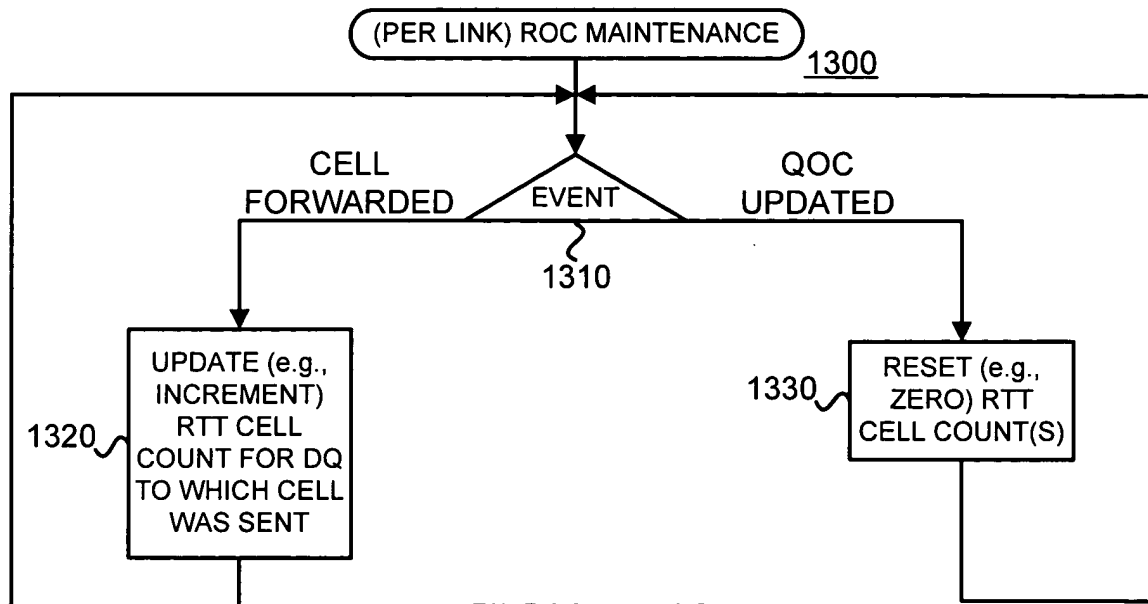 (PER LINK) ROC MAINTENANCE
1300
CELL
FORWARDED
EVENT
QOC
UPDATED
1310
UPDATE (e.g.,
INCREMENT)
RTT CELL
COUNT FOR DQ
TO WHICH CELL
WAS SENT
1320
RESET (e.g.,
ZERO) RTT
CELL COUNT(S)
1330